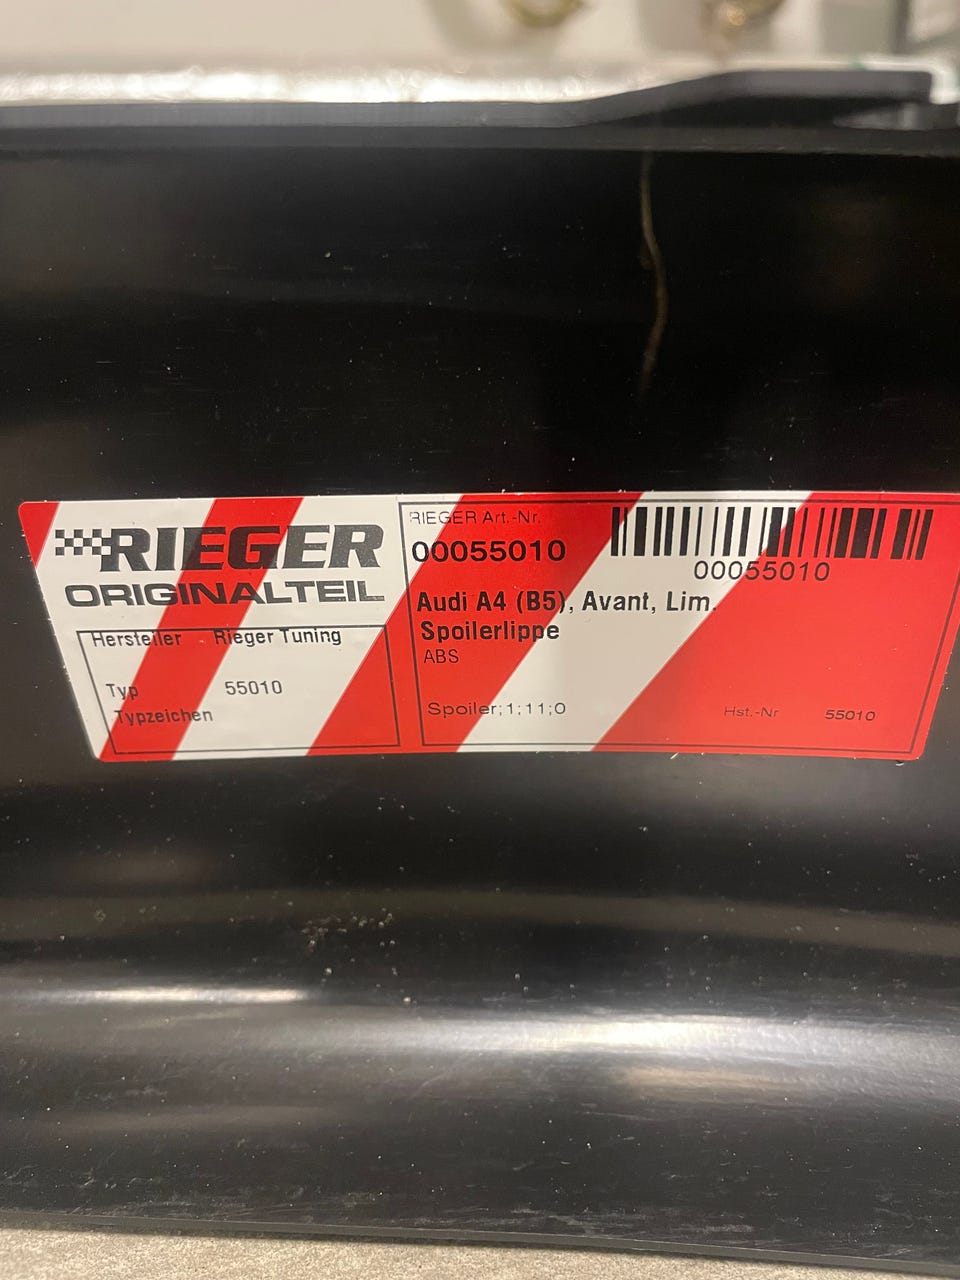 RIEGER
ORIGINALTEIL
Hersteller Rieger Tuning
Typ 55010
Typzeichen
RIEGER Art.-Nr.
00055010
00055010
Audi A4 (B5), Avant, Lim.
Spoilerlippe
ABS
Spoiler;1;11;0
Hst.-Nr 55010